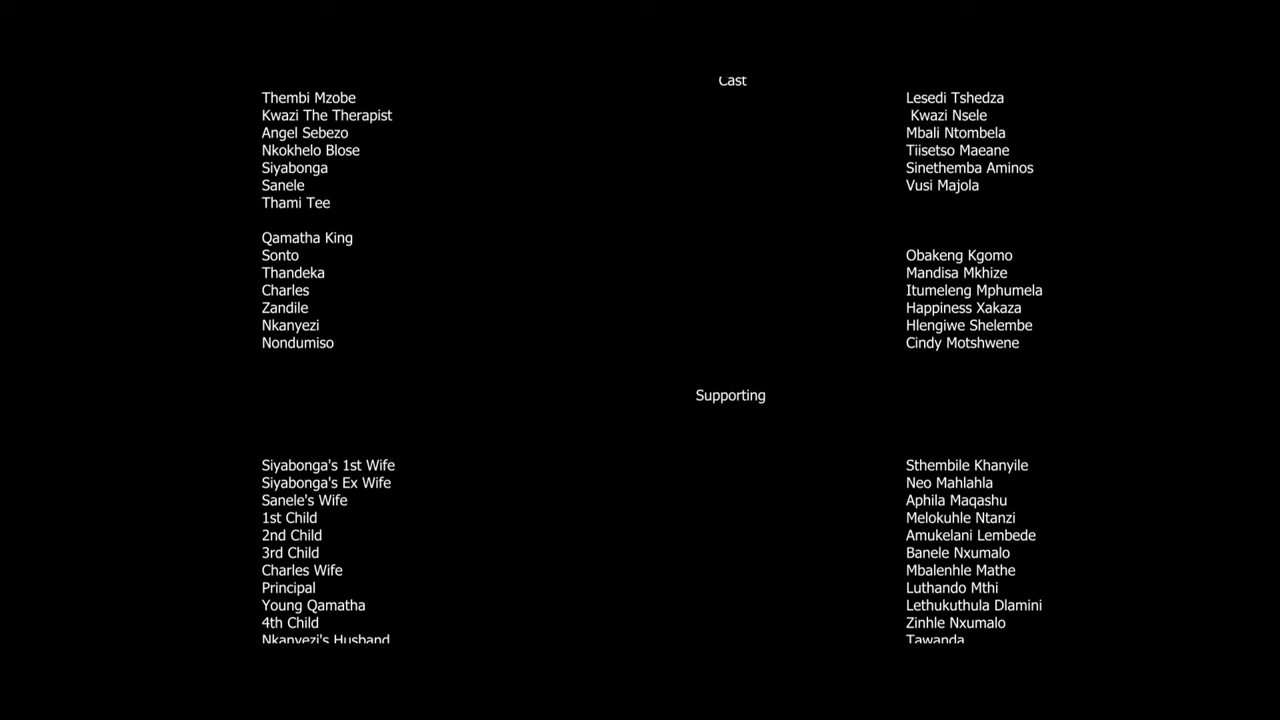 Cast
Thembi Mzobe Lesedi Tshedza
Kwazi The Therapist Kwazi Nsele
Angel Sebezo Mbali Ntombela
Nkokhelo Blose Tiisetso Maeane
Siyabonga Sinethemba Aminos
Sanele Vusi Majola
Thami Tee
Qamatha King
Sonto Obakeng Kgomo
Thandeka Mandisa Mkhize
Charles Itumeleng Mphumela
Zandile Happiness Xakaza
Nkanyezi Hlengiwe Shelembe
Nondumiso Cindy Motshwene
Supporting
Siyabonga's 1st Wife Sthembile Khanyile
Siyabonga's Ex Wife Neo Mahlahla
Sanele's Wife Aphila Maqashu
1st Child Melokuhle Ntanzi
2nd Child Amukelani Lembede
3rd Child Banele Nxumalo
Charles Wife Mbalenhle Mathe
Principal Luthando Mthi
Young Qamatha Lethukuthula Dlamini
4th Child Zinhle Nxumalo
Nkanyezi's Husband Tawanda